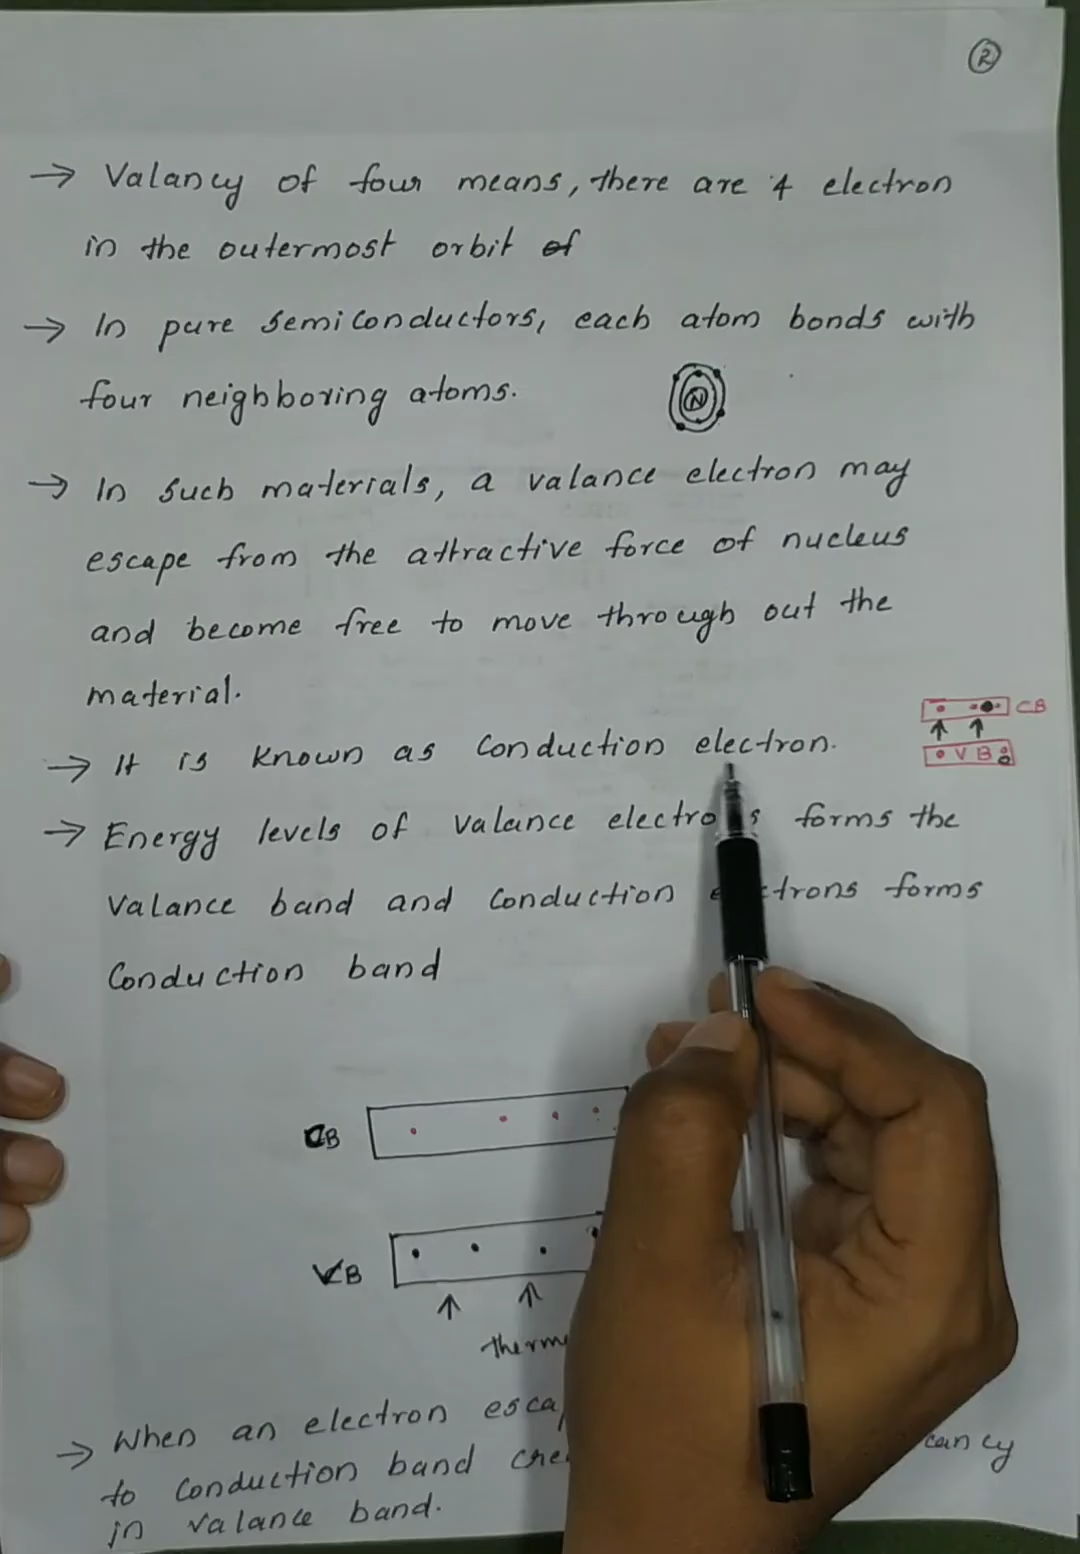 2
→ Valancy of four means, there are 4 electron
in the outermost orbit of
→ In pure semiconductors, each atom bonds with
four neighboring atoms.
N
→ In such materials, a valance electron may
escape from the attractive force of nucleus
and become free to move through out the
material.
CB
→ It is known as conduction electron.
VB
→ Energy levels of valance electrons forms the
valance band and conduction electrons forms
conduction band
CB
VB
→ When an electron
to conduction band
in valance band.